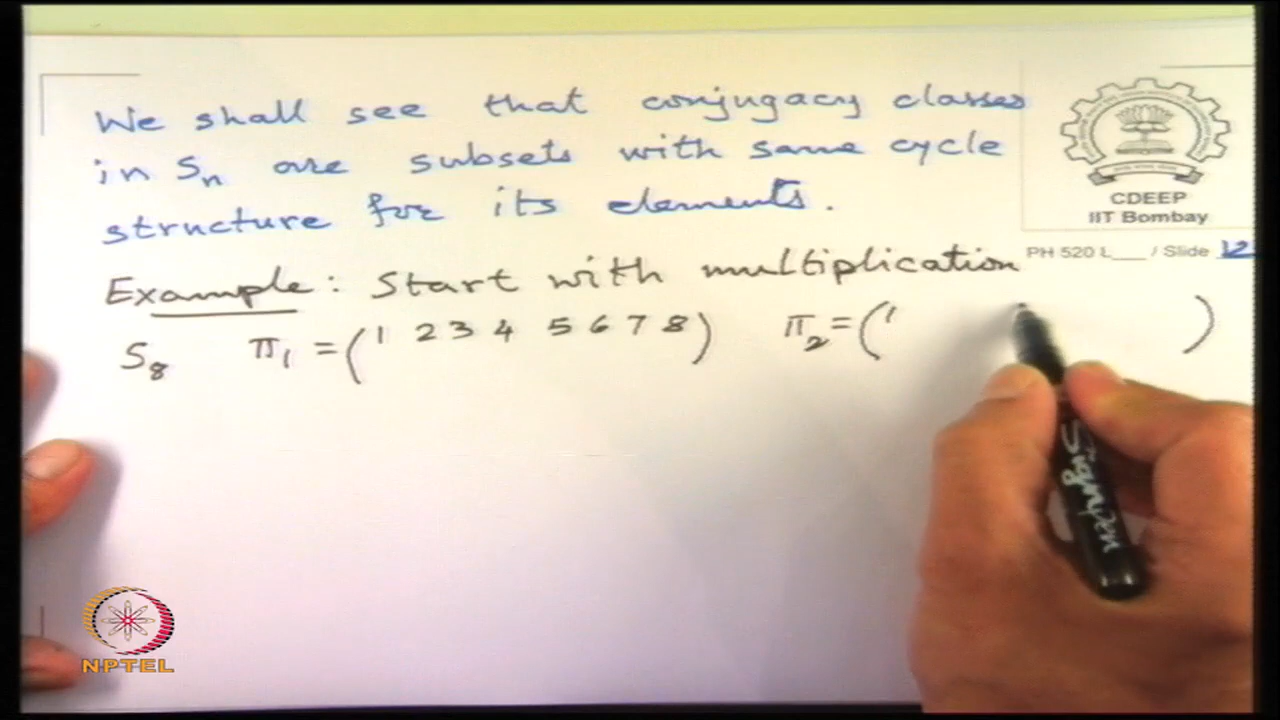 We shall see that conjugacy classes
in Sn are subsets with same cycle
structure for its elements.
CDEEP
IIT Bombay
PH 520 L___ / Slide 12
Example: Start with multiplication
S8 π1 = (1 2 3 4 5 6 7 8) π2 = (1 )
NPTEL